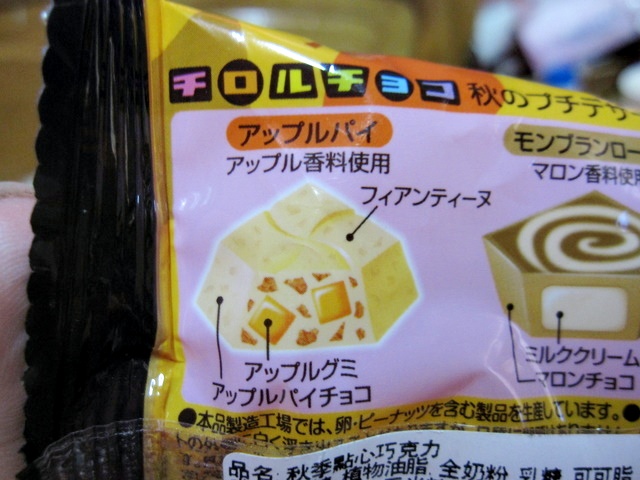 チロルチョコ 秋のプチデザ
アップルパイ
アップル香料使用
フィアンティーヌ
アップルグミ
アップルパイチョコ
モンブランロー
マロン香料使用
ミルククリーム
マロンチョコ
●本品製造工場では、卵・ピーナッツを含む製品を生産しています。●
品名: 秋季點心巧克力
植物油脂, 全奶粉, 乳糖, 可可脂